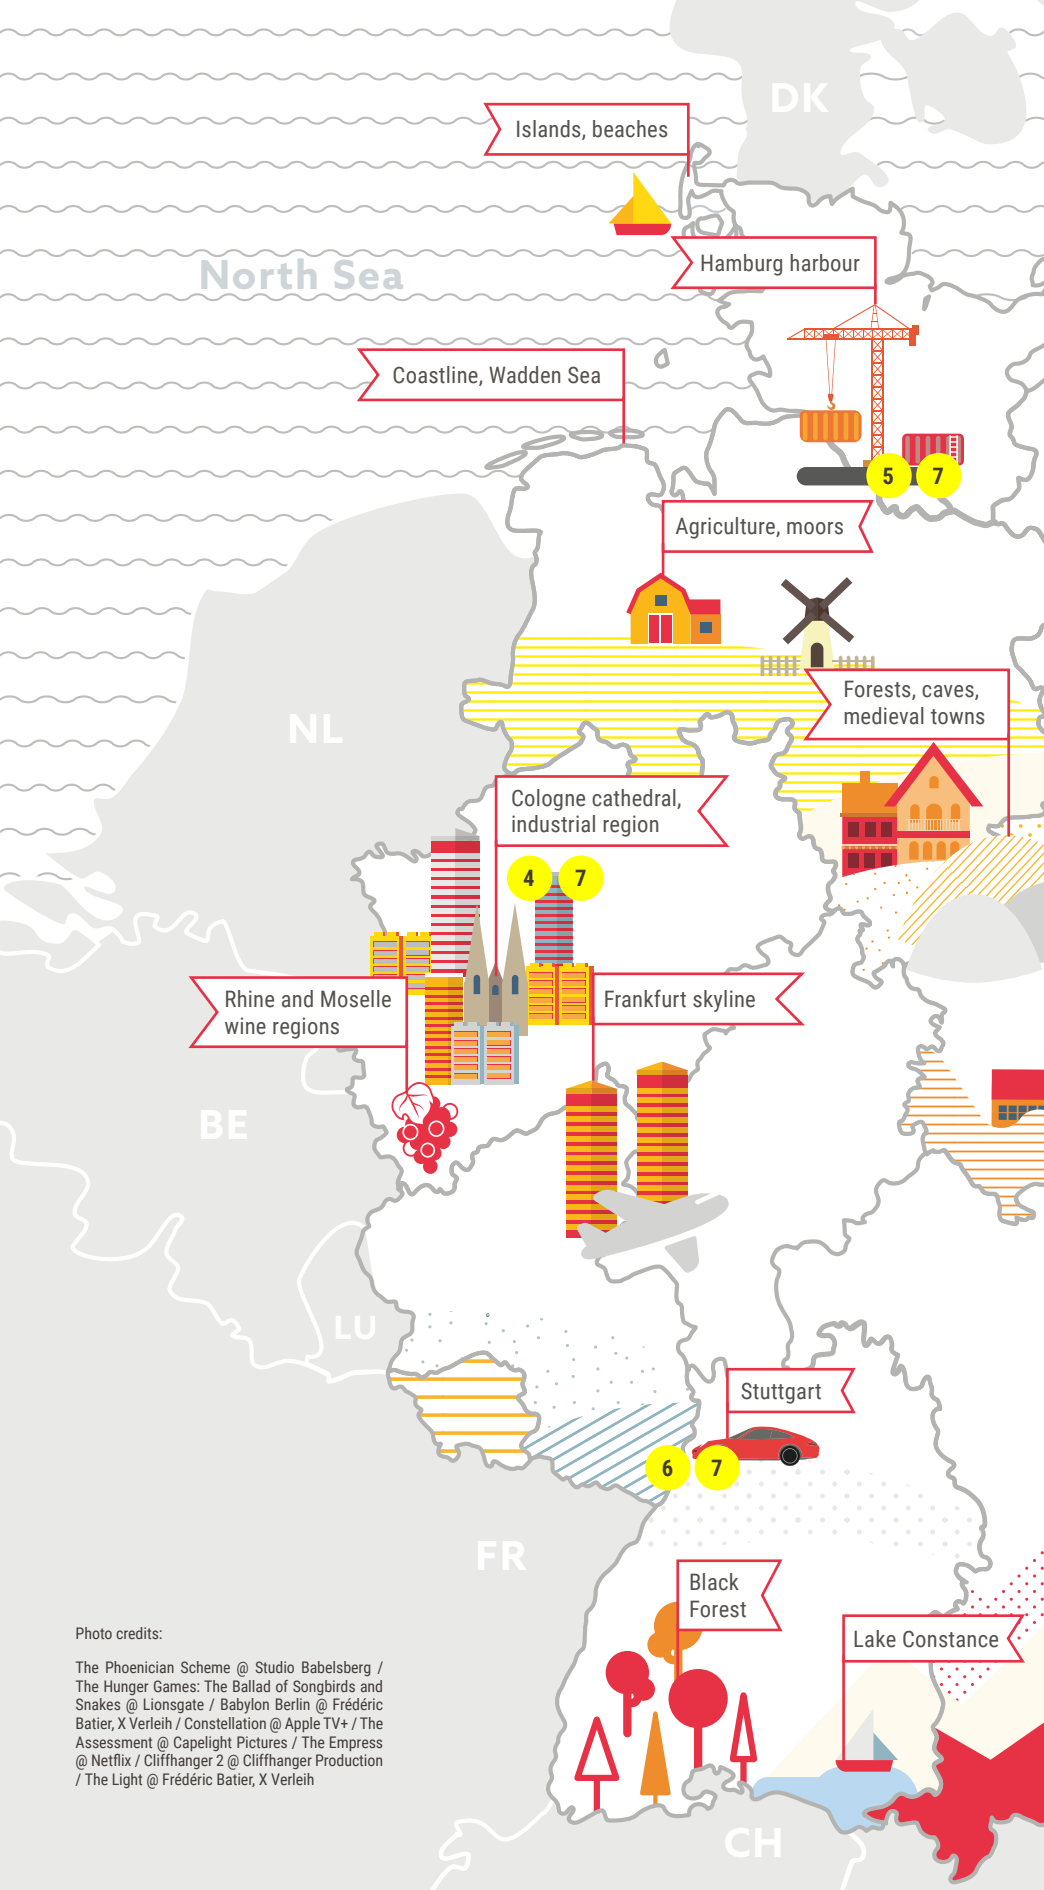 DK
Islands, beaches
Hamburg harbour
North Sea
Coastline, Wadden Sea
5
7
Agriculture, moors
Forests, caves,
medieval towns
NL
Cologne cathedral,
industrial region
4
7
Rhine and Moselle
wine regions
Frankfurt skyline
BE
LU
Stuttgart
6
7
FR
Black
Forest
Lake Constance
Photo credits:
The Phoenician Scheme @ Studio Babelsberg /
The Hunger Games: The Ballad of Songbirds and
Snakes @ Lionsgate / Babylon Berlin @ Frédéric
Batier, X Verleih / Constellation @ Apple TV+ / The
Assessment @ Capelight Pictures / The Empress
@ Netflix / Cliffhanger 2 @ Cliffhanger Production
/ The Light @ Frédéric Batier, X Verleih
CH